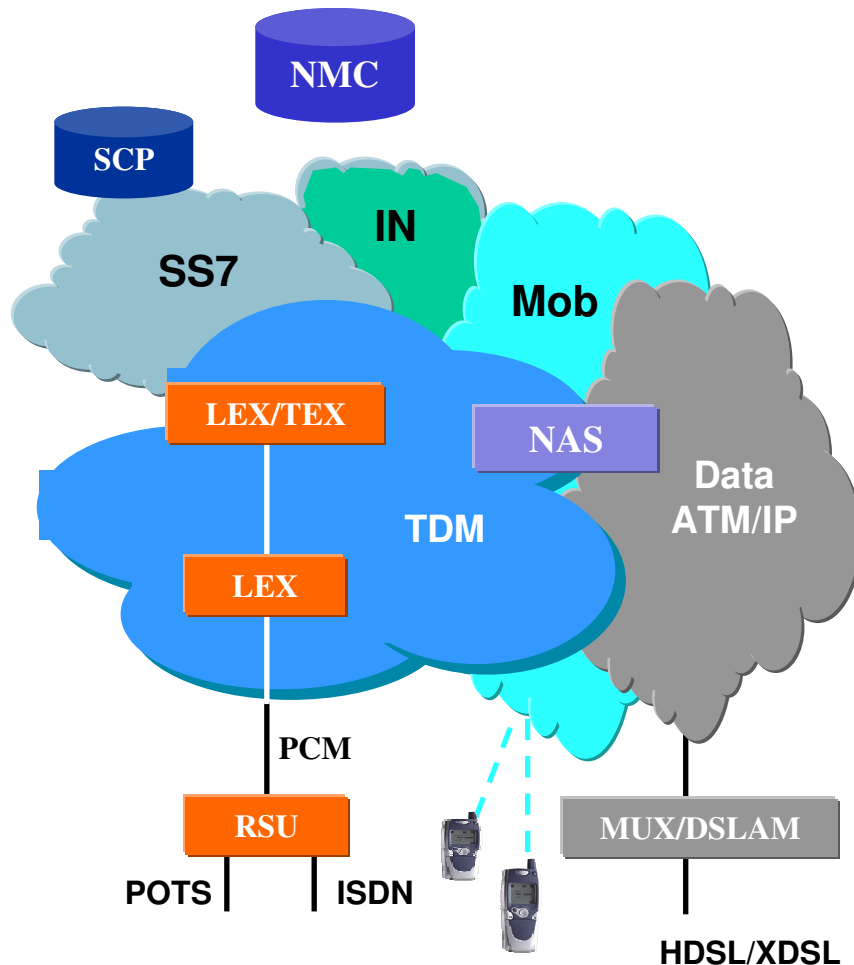 NMC
SCP
IN
SS7
Mob
LEX/TEX
NAS
Data
ATM/IP
TDM
LEX
PCM
RSU
MUX/DSLAM
POTS
ISDN
HDSL/XDSL